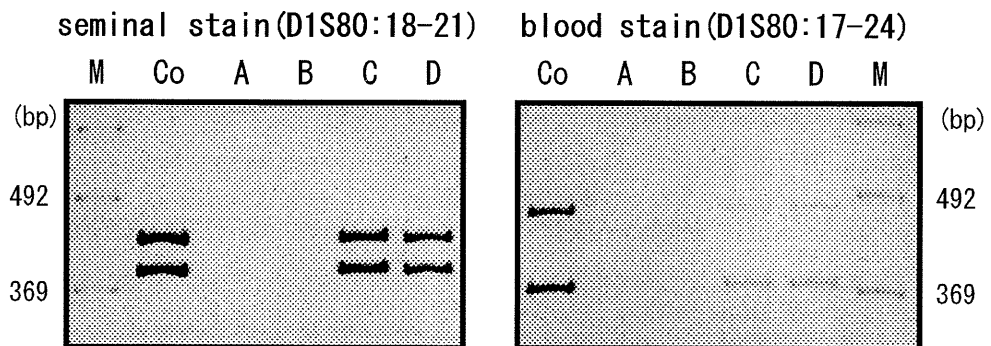 seminal stain(D1S80:18-21) blood stain(D1S80:17-24)
M Co A B C D Co A B C D M
(bp) (bp)
492 492
369 369